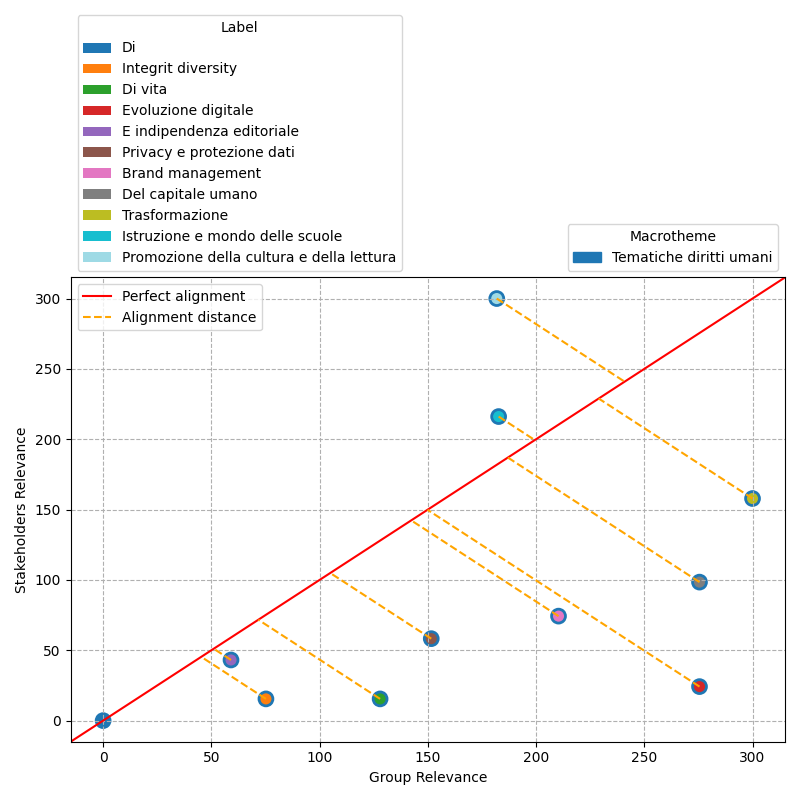 Label
Di
Integrit diversity
Di vita
Evoluzione digitale
E indipendenza editoriale
Privacy e protezione dati
Brand management
Del capitale umano
Trasformazione
Istruzione e mondo delle scuole
Promozione della cultura e della lettura
Macrotheme
Tematiche diritti umani
Perfect alignment
Alignment distance
300
250
200
150
100
50
0
Stakeholders Relevance
0 50 100 150 200 250 300
Group Relevance